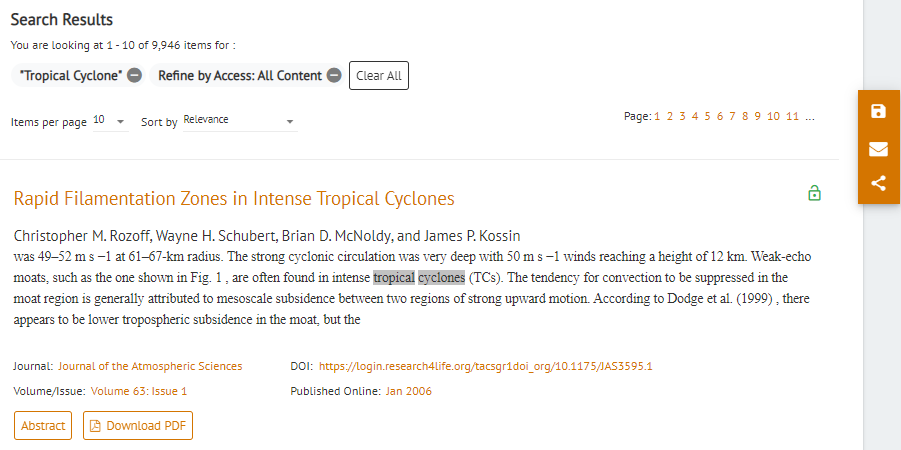 Search Results
You are looking at 1 - 10 of 9,946 items for :
"Tropical Cyclone" Refine by Access: All Content Clear All
Items per page 10 Sort by Relevance Page: 1 2 3 4 5 6 7 8 9 10 11 ...
Rapid Filamentation Zones in Intense Tropical Cyclones
Christopher M. Rozoff, Wayne H. Schubert, Brian D. McNoldy, and James P. Kossin
was 49–52 m s −1 at 61–67-km radius. The strong cyclonic circulation was very deep with 50 m s −1 winds reaching a height of 12 km. Weak-echo
moats, such as the one shown in Fig. 1 , are often found in intense tropical cyclones (TCs). The tendency for convection to be suppressed in the
moat region is generally attributed to mesoscale subsidence between two regions of strong upward motion. According to Dodge et al. (1999) , there
appears to be lower tropospheric subsidence in the moat, but the
Journal: Journal of the Atmospheric Sciences DOI: https://login.research4life.org/tacsgr1doi_org/10.1175/JAS3595.1
Volume/Issue: Volume 63: Issue 1 Published Online: Jan 2006
Abstract Download PDF